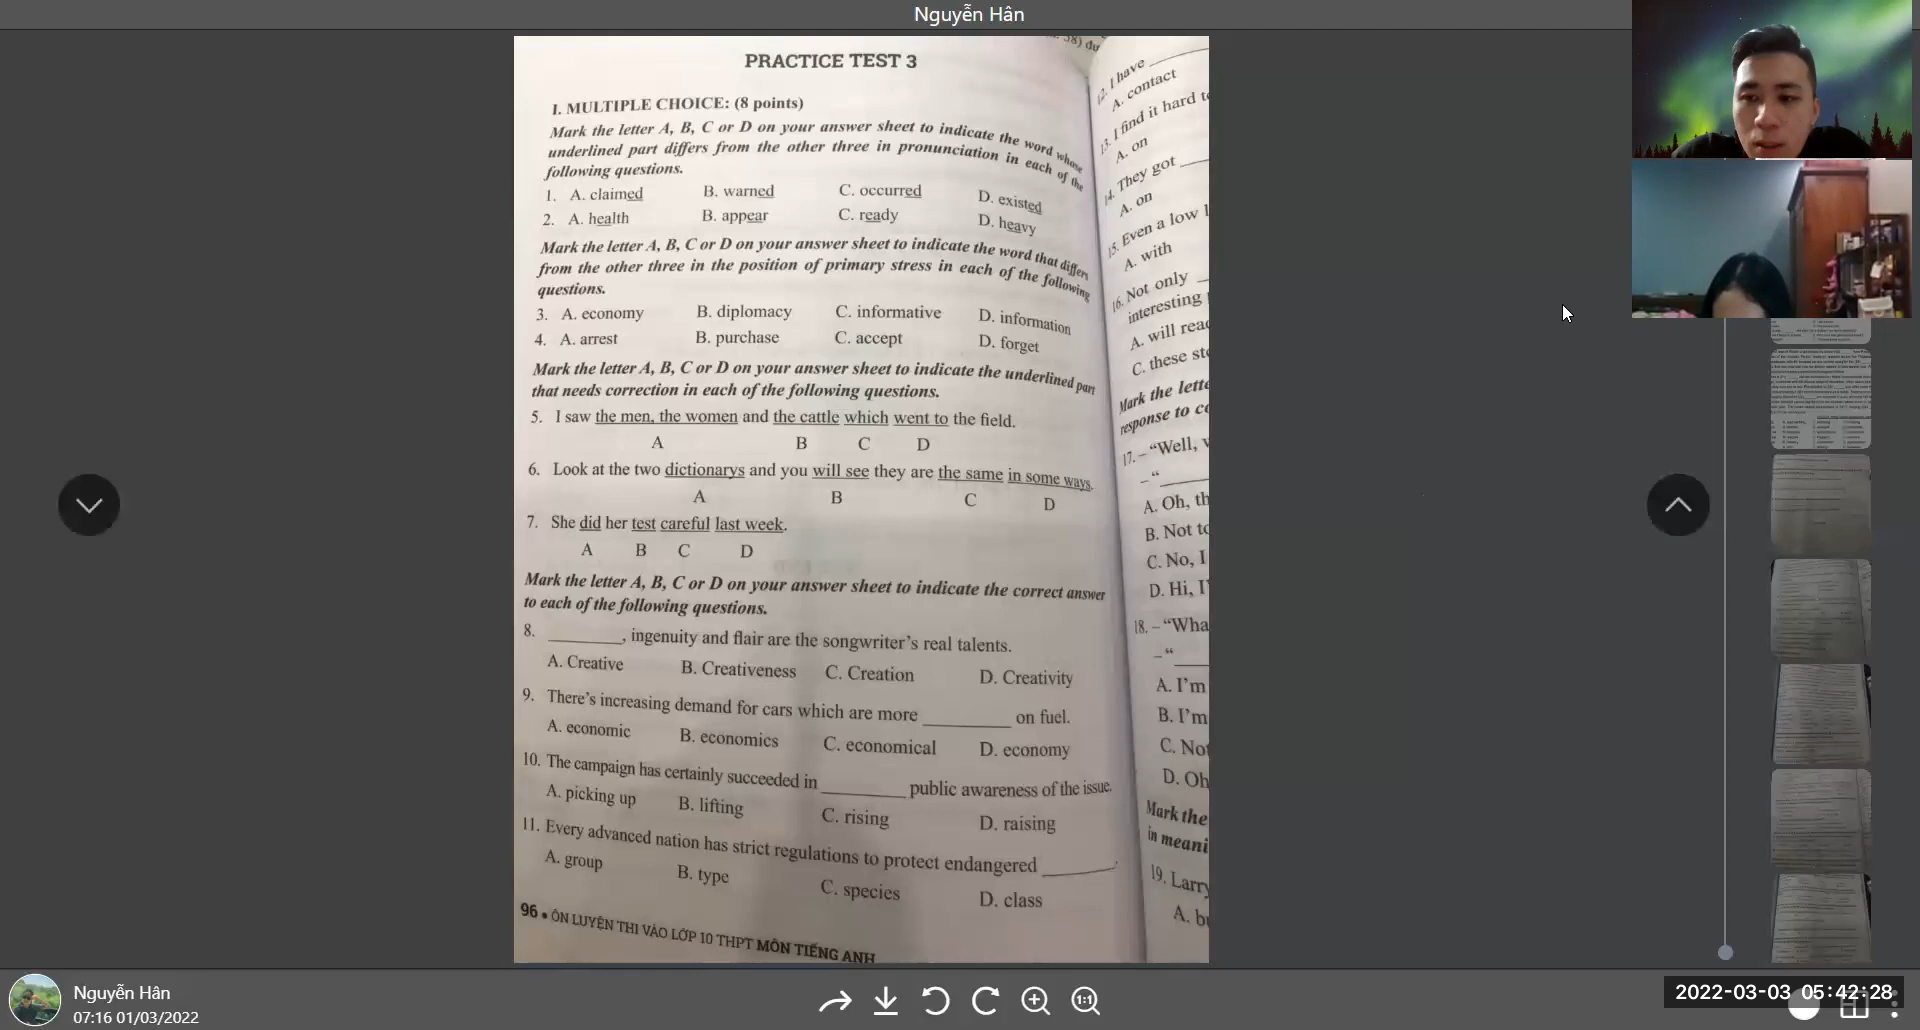 Nguyễn Hân
PRACTICE TEST 3
I. MULTIPLE CHOICE: (8 points)
Mark the letter A, B, C or D on your answer sheet to indicate the word whose
underlined part differs from the other three in pronunciation in each of the
following questions.
1. A. claimed B. warned C. occurred D. existed
2. A. health B. appear C. ready D. heavy
Mark the letter A, B, C or D on your answer sheet to indicate the word that differs
from the other three in the position of primary stress in each of the following
questions.
3. A. economy B. diplomacy C. informative D. information
4. A. arrest B. purchase C. accept D. forget
Mark the letter A, B, C or D on your answer sheet to indicate the underlined part
that needs correction in each of the following questions.
5. I saw the men, the women and the cattle which went to the field.
A B C D
6. Look at the two dictionarys and you will see they are the same in some ways.
A B C D
7. She did her test careful last week.
A B C D
Mark the letter A, B, C or D on your answer sheet to indicate the correct answer
to each of the following questions.
8. ________, ingenuity and flair are the songwriter's real talents.
A. Creative B. Creativeness C. Creation D. Creativity
9. There's increasing demand for cars which are more _________ on fuel.
A. economic B. economics C. economical D. economy
10. The campaign has certainly succeeded in _________ public awareness of the issue.
A. picking up B. lifting C. rising D. raising
11. Every advanced nation has strict regulations to protect endangered ________.
A. group B. type C. species D. class
96 • ÔN LUYỆN THI VÀO LỚP 10 THPT MÔN TIẾNG ANH
12. I have
A. contact
13. I find it hard
A. on
14. They got
A. on
15. Even a low
A. with
16. Not only
interesting
A. will
C. these
Mark the
response to
17. – "Well,
– "
A. Oh,
B. Not
C. No, I
D. Hi,
18. –
– "
A. I'm
B. I'm
C.
D. Oh
Mark the
in
19. Larry
A.
Nguyễn Hân
07:16 01/03/2022
1:1
2022-03-03 05:42:28